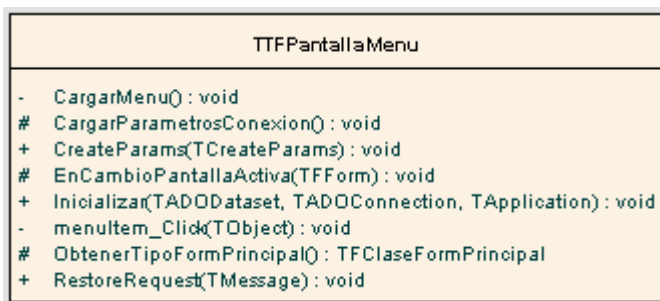 TTFPantallaMenu
- CargarMenu() : void
# CargarParametrosConexion() : void
+ CreateParams(TCreateParams) : void
# EnCambioPantallaActiva(TFForm) : void
+ Inicializar(TADODataset, TADOConnection, TApplication) : void
- menuItem_Click(TObject) : void
# ObtenerTipoFormPrincipal() : TFClaseFormPrincipal
+ RestoreRequest(TMessage) : void